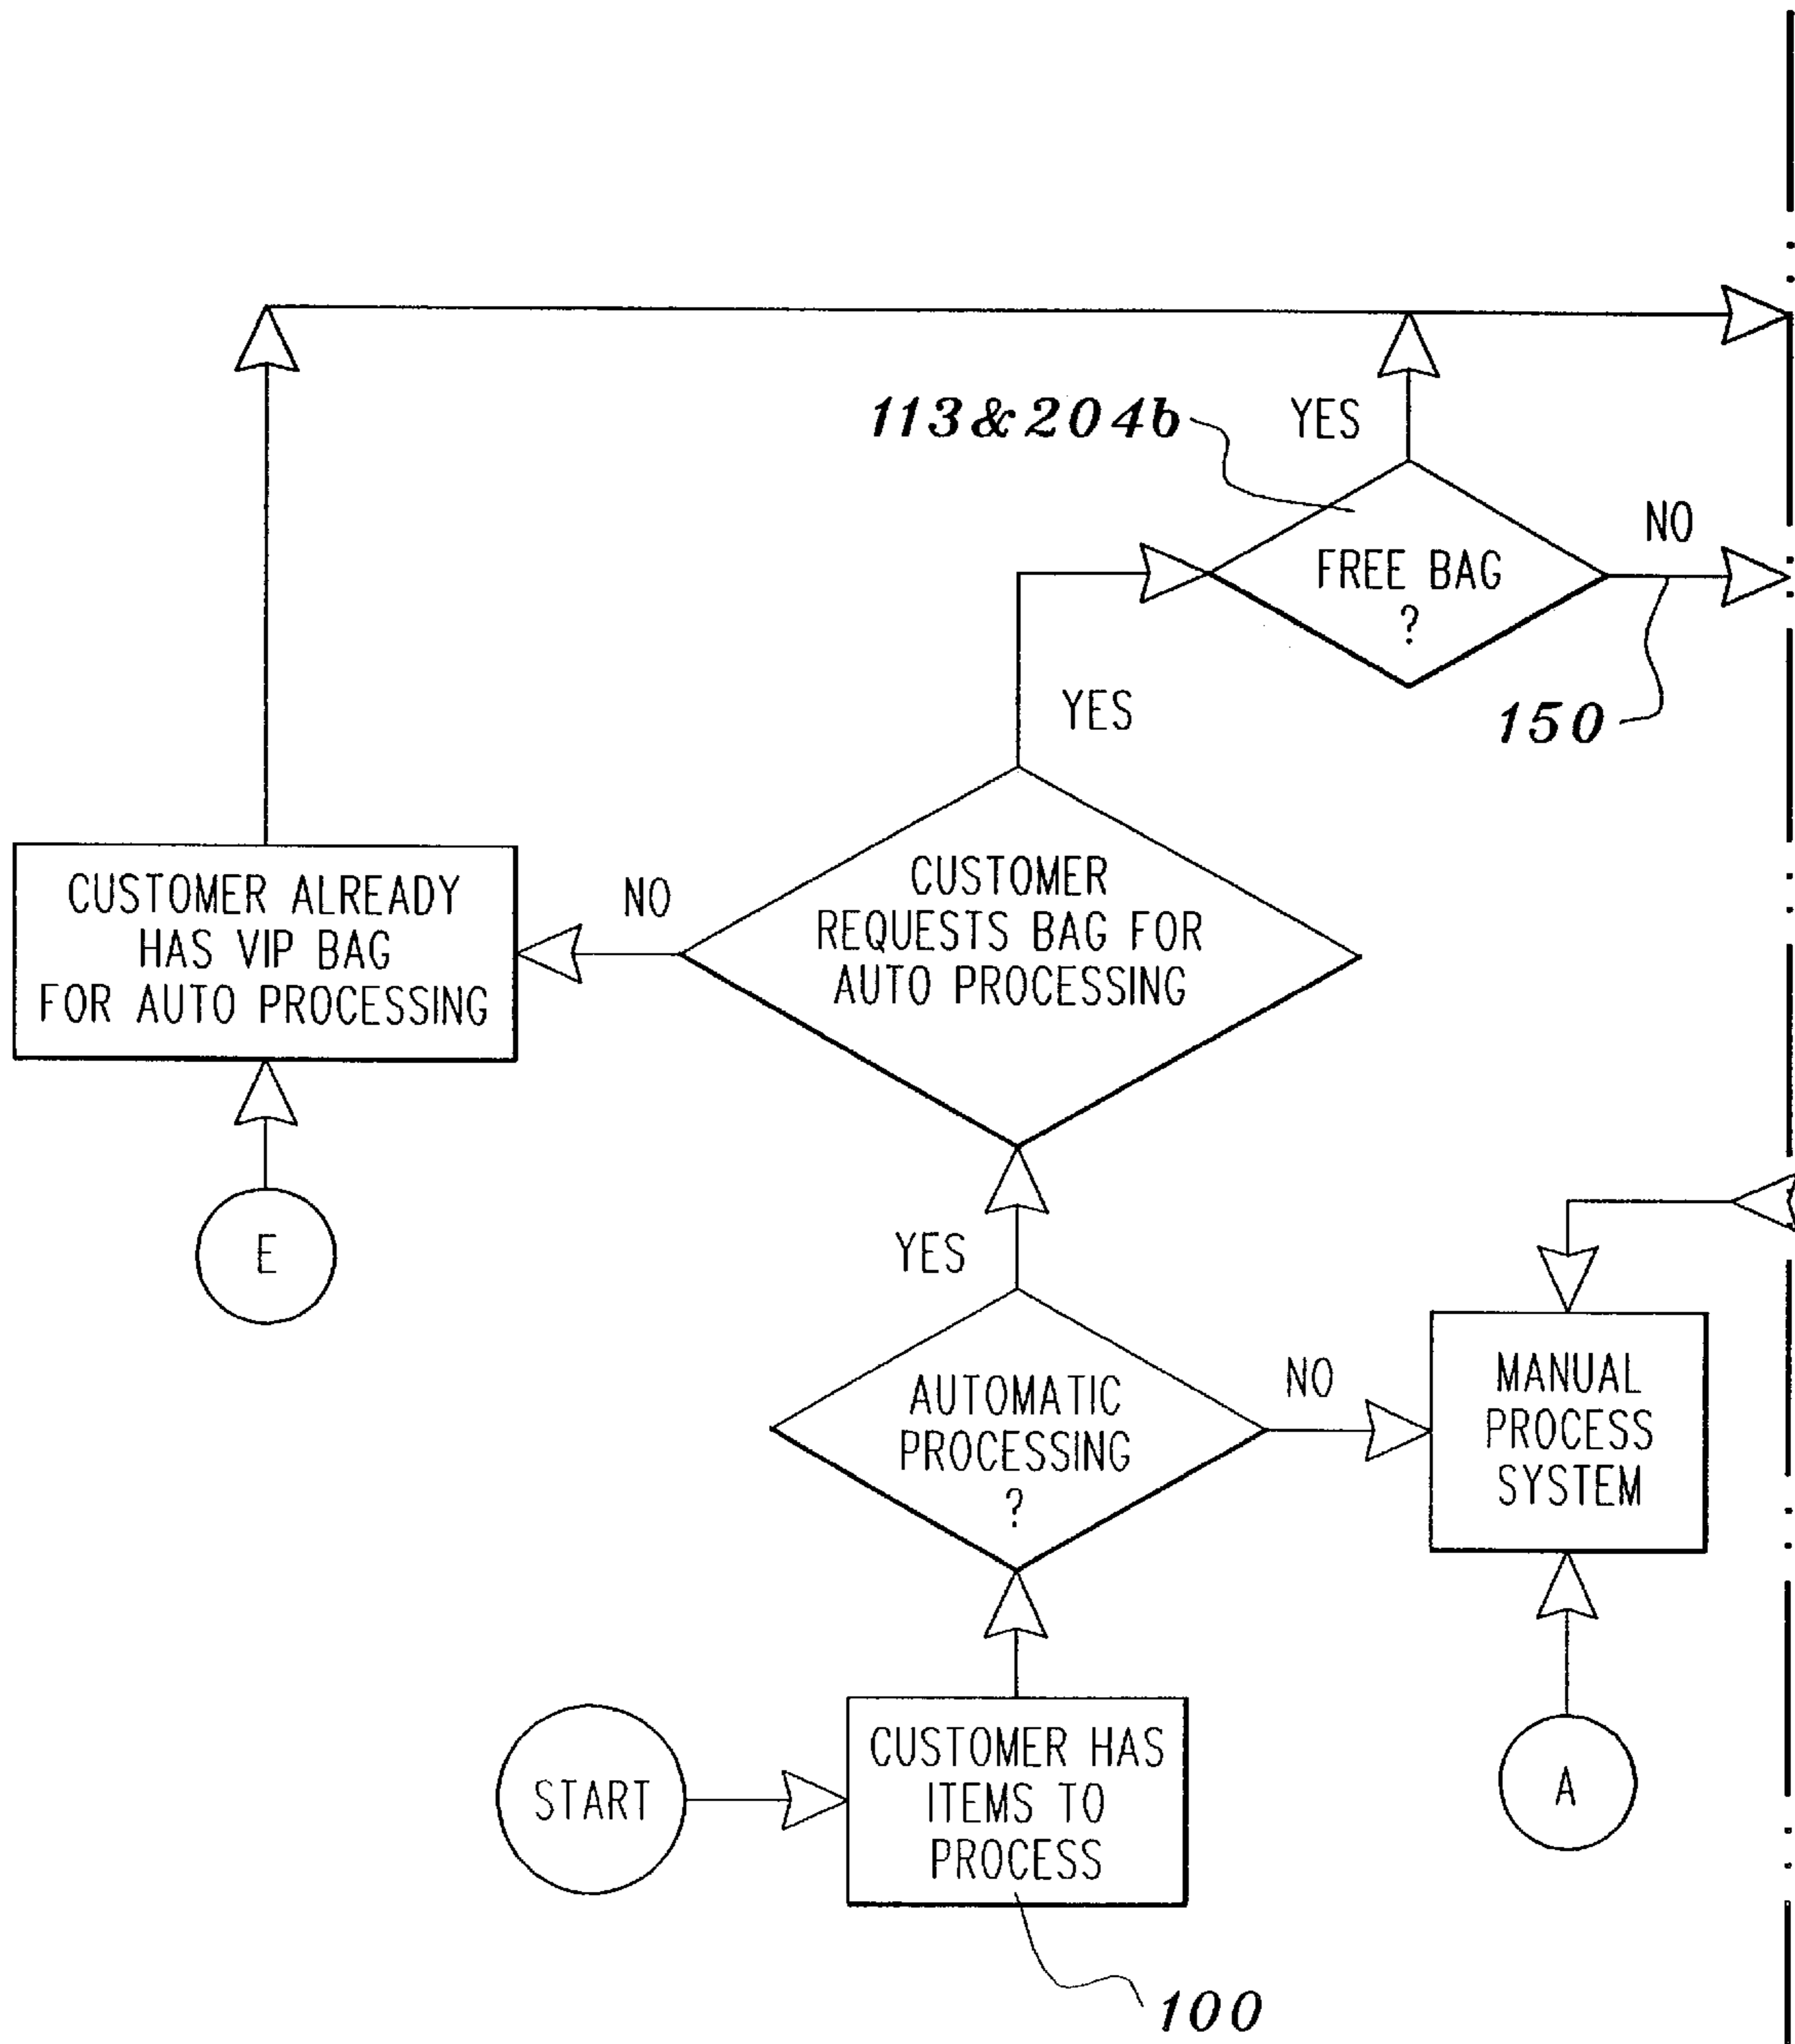 113&204b
YES
NO
FREE BAG
?
150
YES
CUSTOMER
REQUESTS BAG FOR
AUTO PROCESSING
NO
CUSTOMER ALREADY
HAS VIP BAG
FOR AUTO PROCESSING
E
YES
AUTOMATIC
PROCESSING
?
NO
MANUAL
PROCESS
SYSTEM
START
CUSTOMER HAS
ITEMS TO
PROCESS
A
100